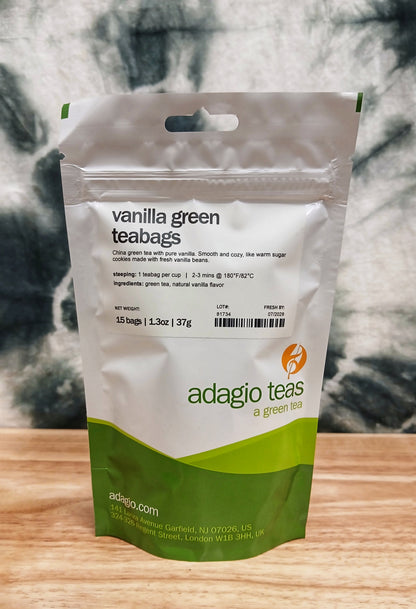 vanilla green
teabags
China green tea with pure vanilla. Smooth and cozy, like warm sugar
cookies made with fresh vanilla beans.
steeping: 1 teabag per cup | 2-3 mins @ 180°F/82°C
ingredients: green tea, natural vanilla flavor
NET WEIGHT: LOT#: FRESH BY:
91734 07/2028
15 bags | 1.3oz | 37g
adagio teas
a green tea
adagio.com
141 Avenue Garfield, NJ 07026, US
Regent Street, London W1B 3HH, UK